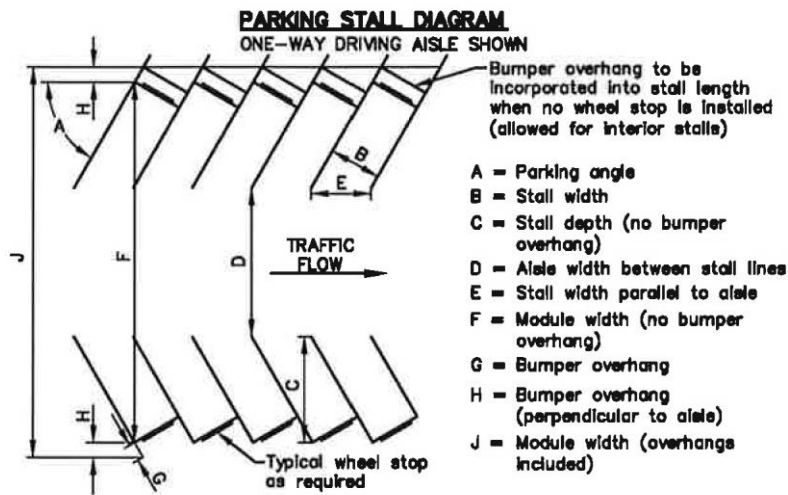 PARKING STALL DIAGRAM
ONE-WAY DRIVING AISLE SHOWN
Bumper overhang to be
incorporated into stall length
when no wheel stop is installed
(allowed for interior stalls)
H
A
B
E
J
F
D
TRAFFIC
FLOW
C
H
G
Typical wheel stop
as required
A = Parking angle
B = Stall width
C = Stall depth (no bumper
overhang)
D = Aisle width between stall lines
E = Stall width parallel to aisle
F = Module width (no bumper
overhang)
G = Bumper overhang
H = Bumper overhang
(perpendicular to aisle)
J = Module width (overhangs
included)